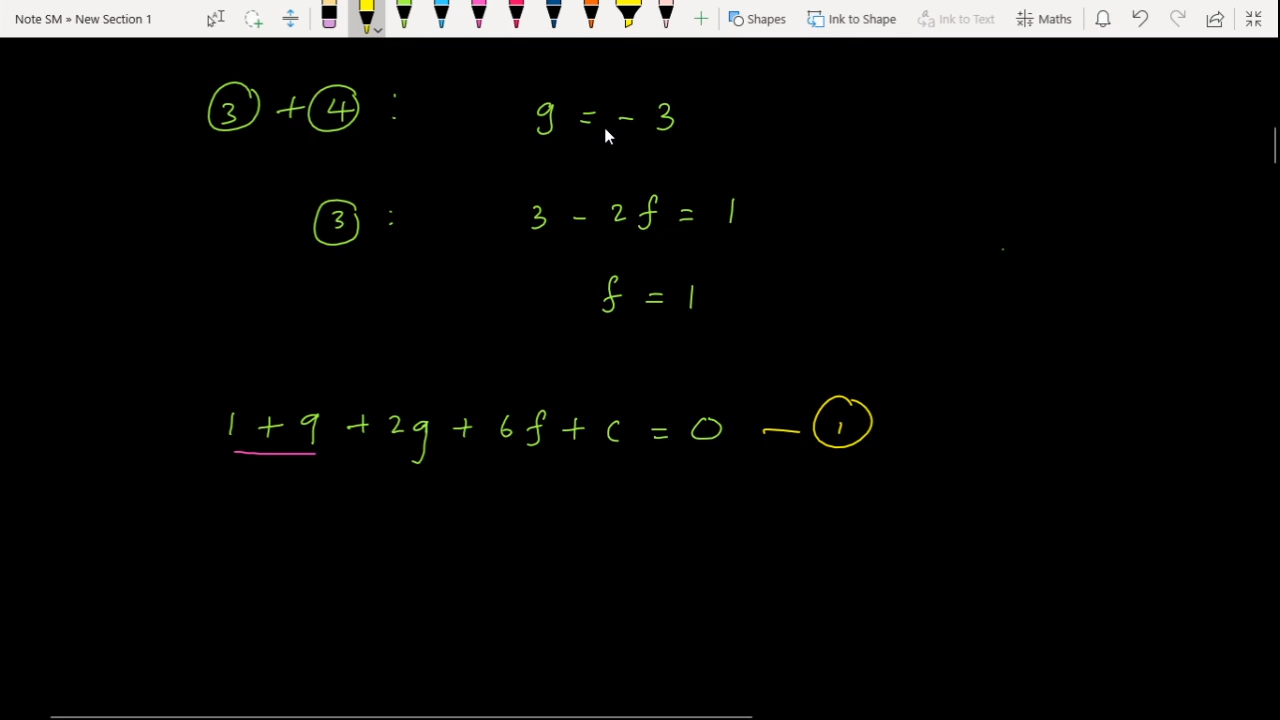 Note SM » New Section 1
Shapes
Ink to Shape
Ink to Text
Maths
③ + ④ : g = - 3
③ : 3 - 2f = 1
f = 1
1 + 9 + 2g + 6f + c = 0 — ①